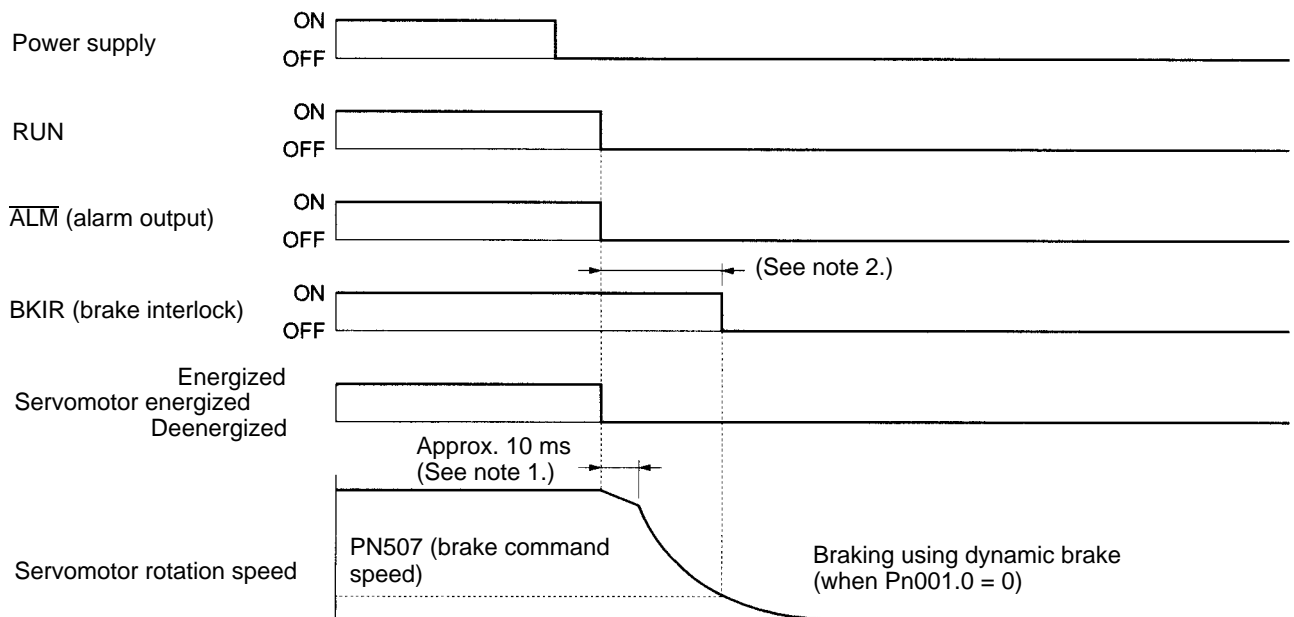 Power supply
ON
OFF
RUN
ON
OFF
ALM (alarm output)
ON
OFF
(See note 2.)
BKIR (brake interlock)
ON
OFF
Energized
Servomotor energized
Deenergized
Approx. 10 ms
(See note 1.)
Servomotor rotation speed
PN507 (brake command
speed)
Braking using dynamic brake
(when Pn001.0 = 0)